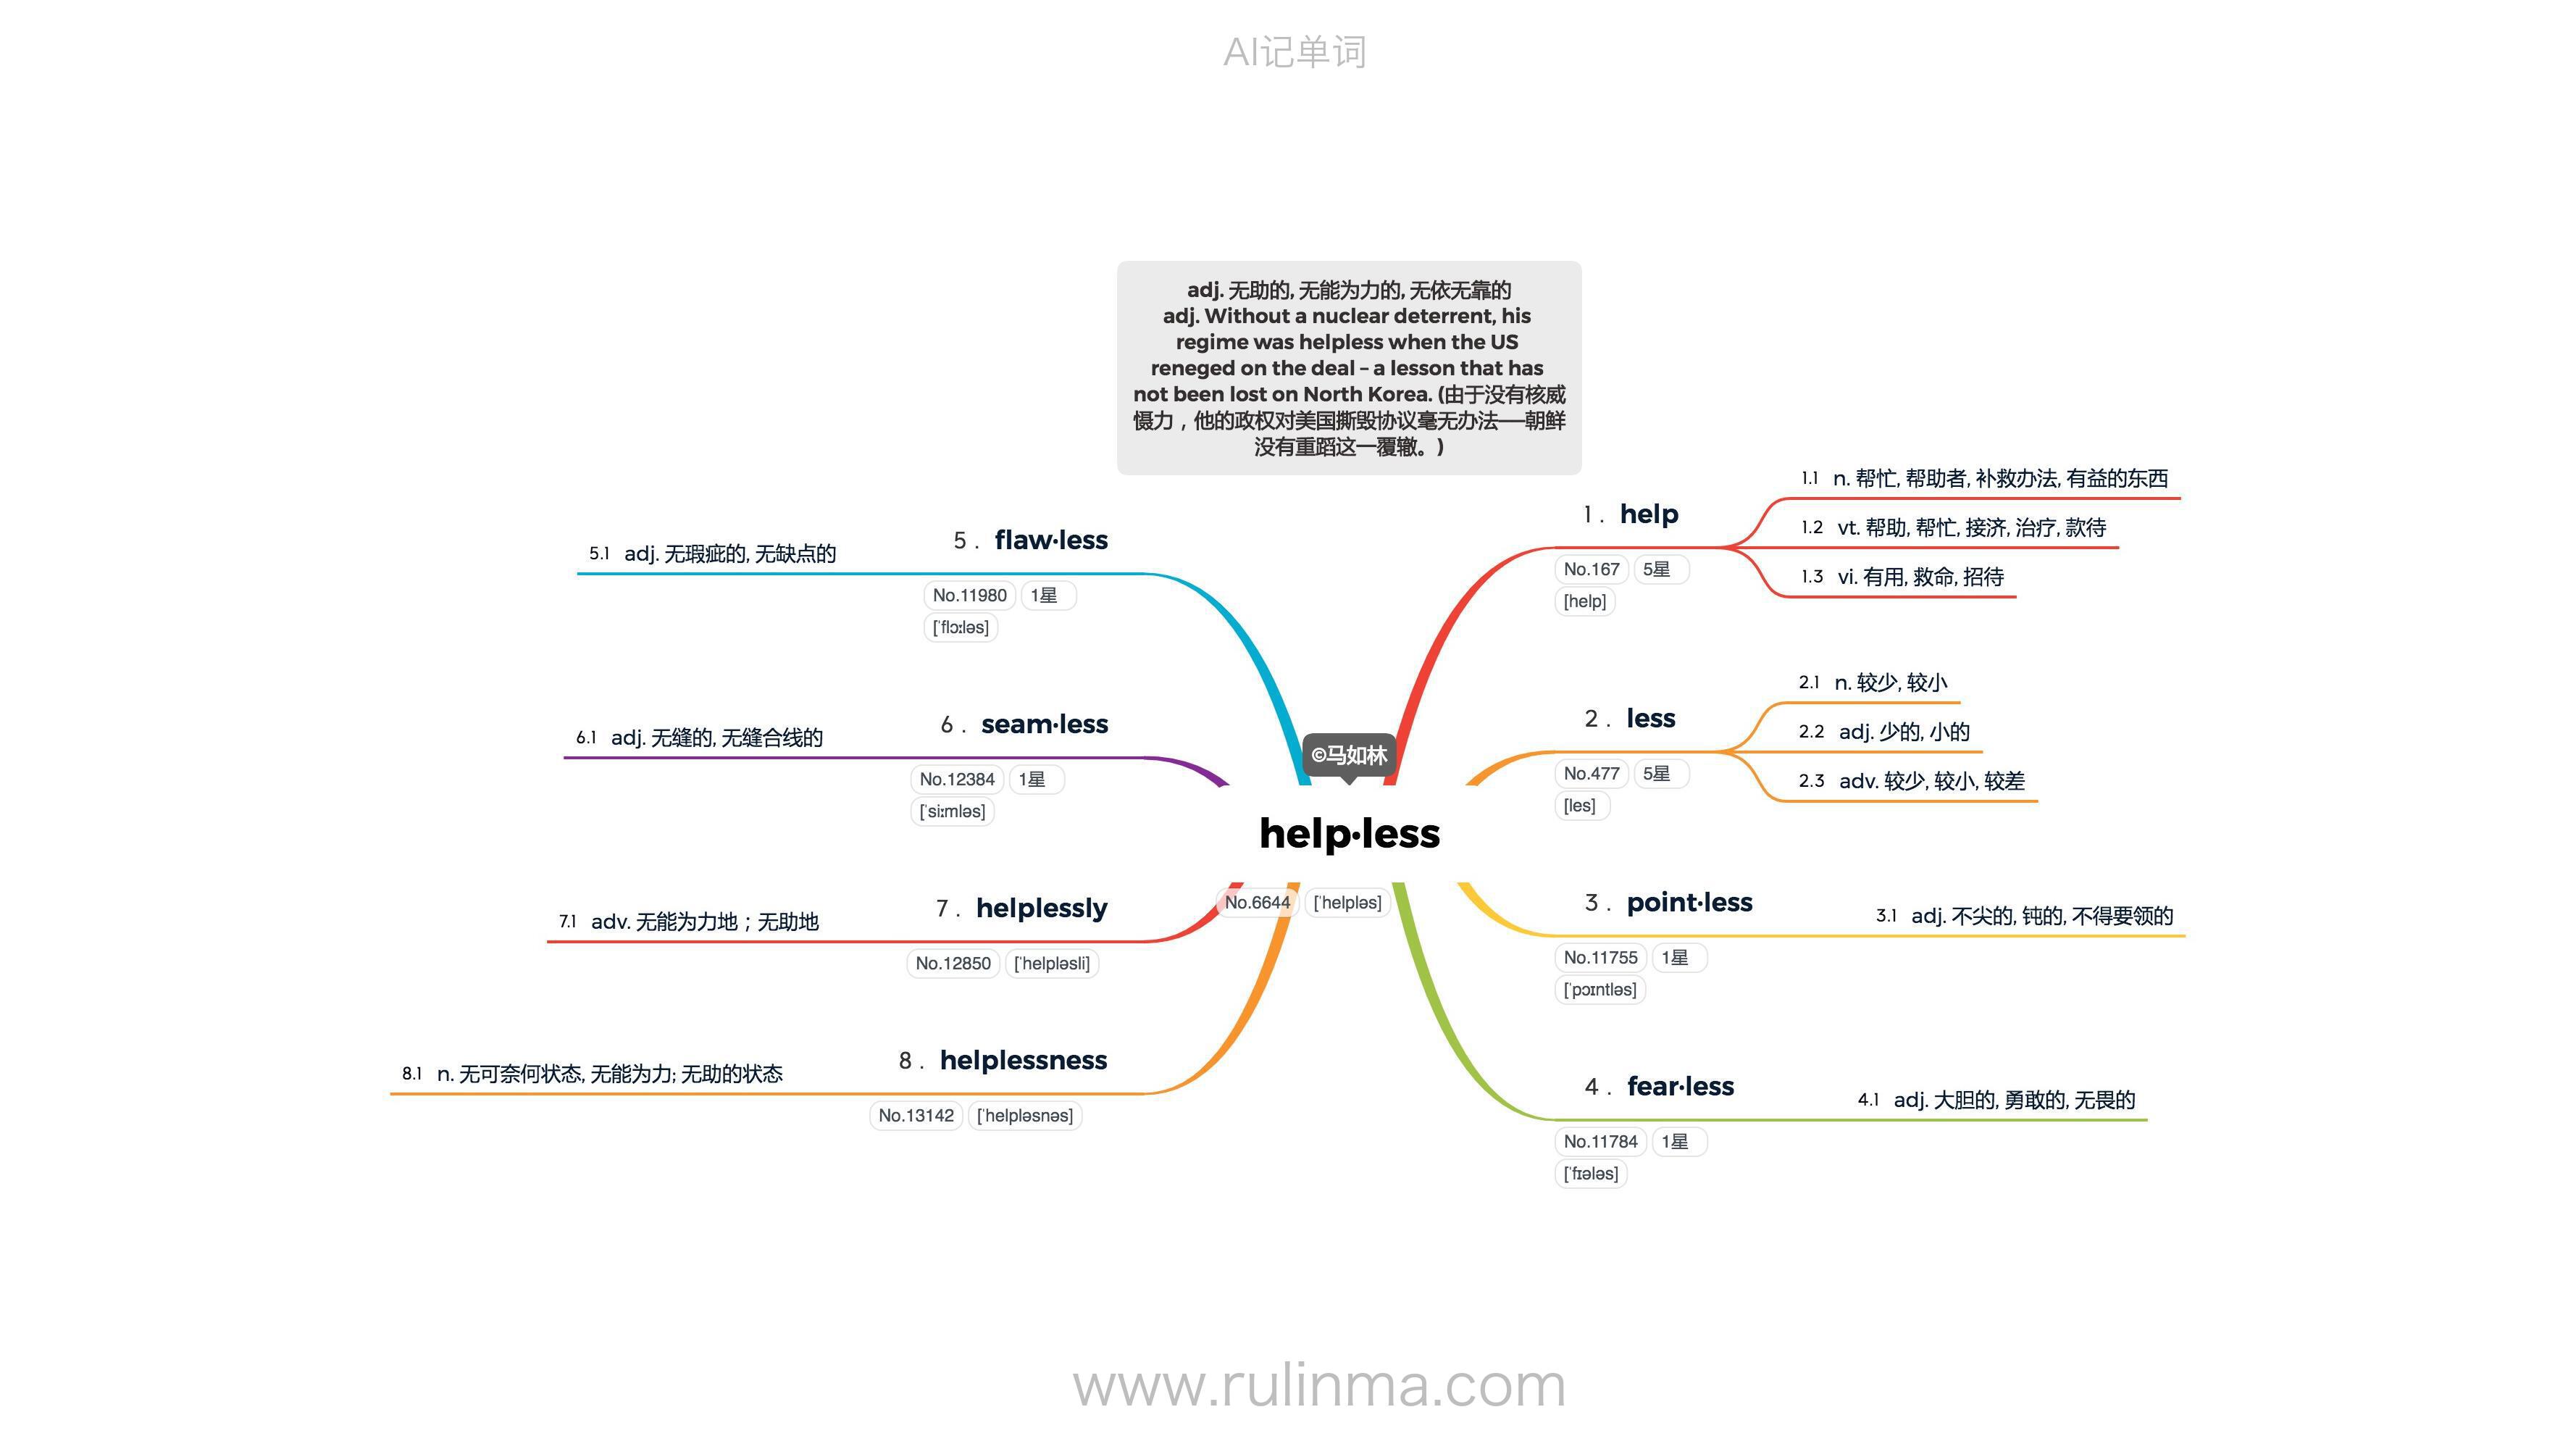 AI记单词
adj. 无助的, 无能为力的, 无依无靠的
adj. Without a nuclear deterrent, his
regime was helpless when the US
reneged on the deal – a lesson that has
not been lost on North Korea. (由于没有核威
慑力，他的政权对美国撕毁协议毫无办法──朝鲜
没有重蹈这一覆辙。)
©马如林
help·less
No.6644 [ˈhelpləs]
1. help
No.167 5星
[help]
1.1 n. 帮忙, 帮助者, 补救办法, 有益的东西
1.2 vt. 帮助, 帮忙, 接济, 治疗, 款待
1.3 vi. 有用, 救命, 招待
2. less
No.477 5星
[les]
2.1 n. 较少, 较小
2.2 adj. 少的, 小的
2.3 adv. 较少, 较小, 较差
3. point·less
No.11755 1星
[ˈpɔɪntləs]
3.1 adj. 不尖的, 钝的, 不得要领的
4. fear·less
No.11784 1星
[ˈfɪələs]
4.1 adj. 大胆的, 勇敢的, 无畏的
5. flaw·less
No.11980 1星
[ˈflɔːləs]
5.1 adj. 无瑕疵的, 无缺点的
6. seam·less
No.12384 1星
[ˈsiːmləs]
6.1 adj. 无缝的, 无缝合线的
7. helplessly
No.12850 [ˈhelpləsli]
7.1 adv. 无能为力地；无助地
8. helplessness
No.13142 [ˈhelpləsnəs]
8.1 n. 无可奈何状态, 无能为力; 无助的状态
www.rulinma.com